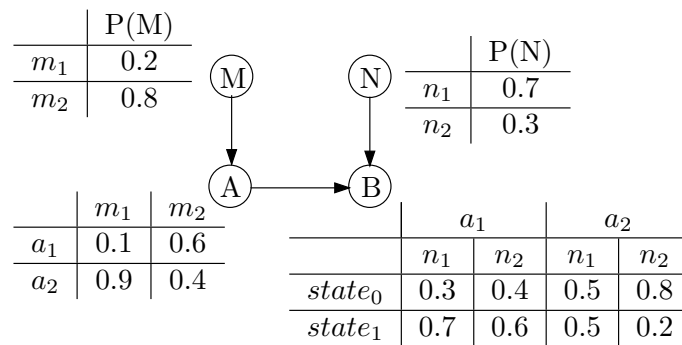 P(M)
m₁ 0.2
m₂ 0.8
M
N
P(N)
n₁ 0.7
n₂ 0.3
A
B
m₁ m₂
a₁ 0.1 0.6
a₂ 0.9 0.4
a₁ a₂
n₁ n₂ n₁ n₂
state₀ 0.3 0.4 0.5 0.8
state₁ 0.7 0.6 0.5 0.2